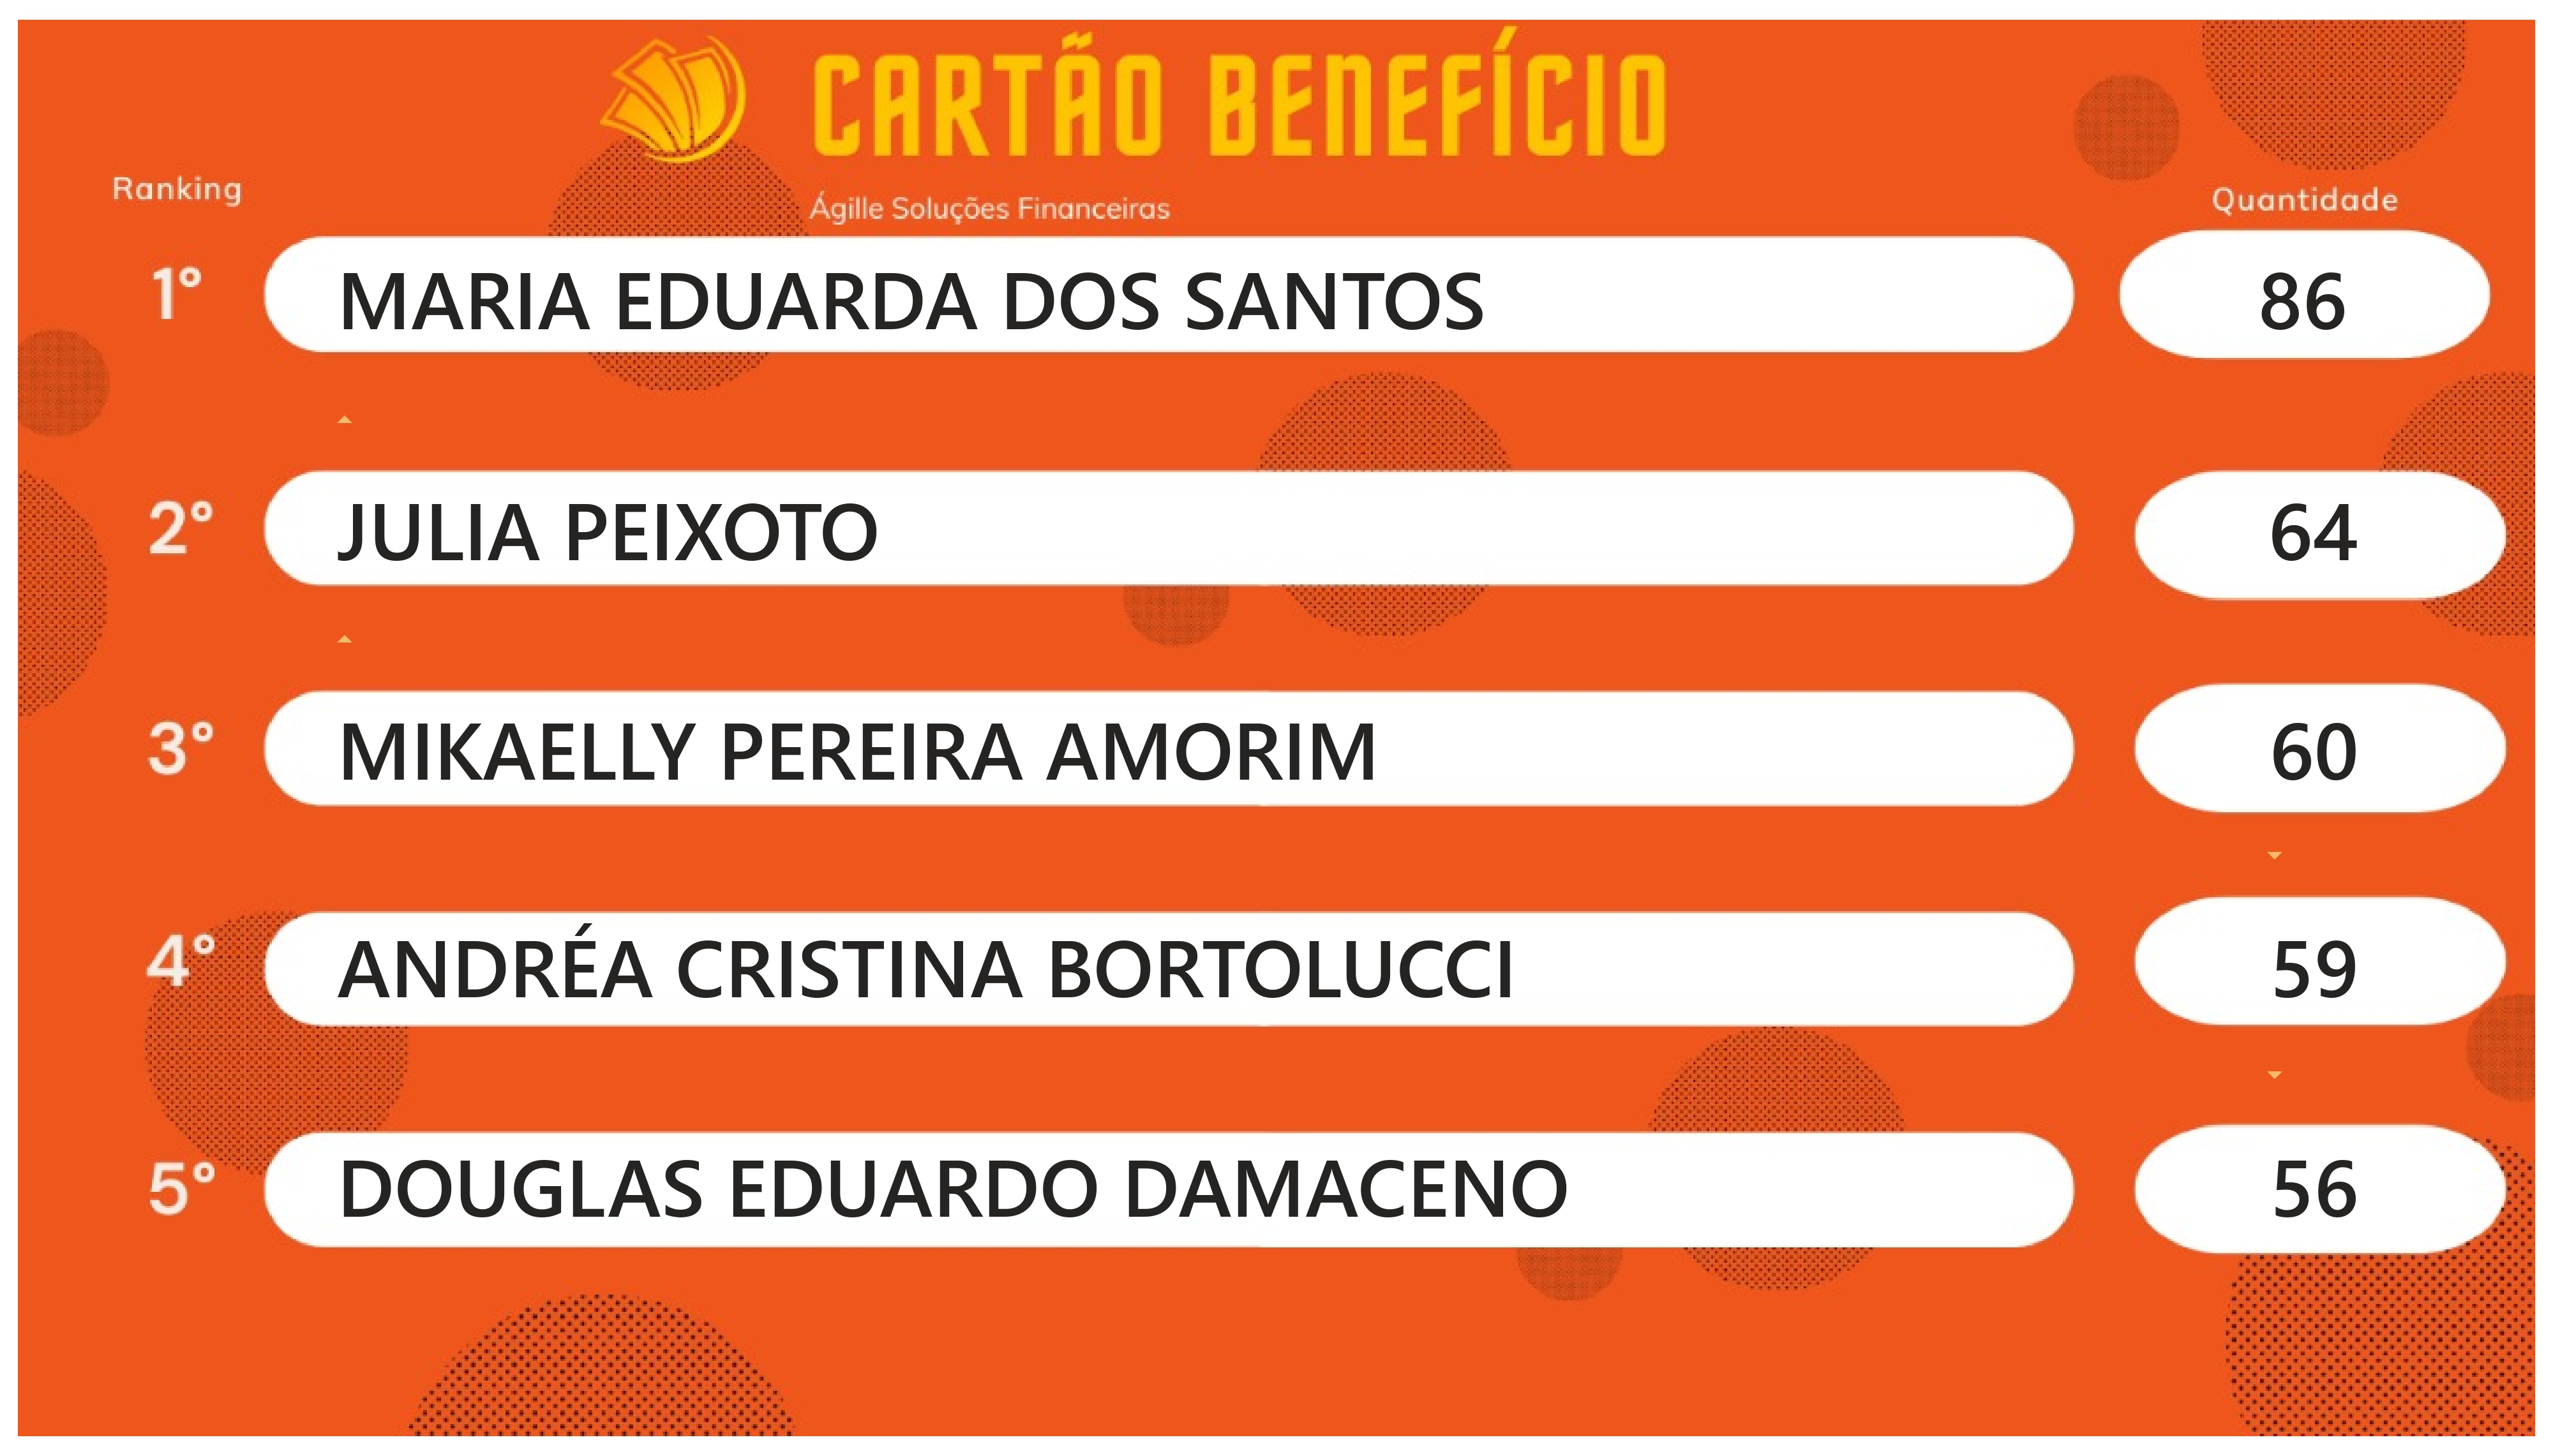 CARTÃO BENEFÍCIO
Ranking
Ágille Soluções Financeiras
Quantidade
1° MARIA EDUARDA DOS SANTOS 86
2° JULIA PEIXOTO 64
3° MIKAELLY PEREIRA AMORIM 60
4° ANDRÉA CRISTINA BORTOLUCCI 59
5° DOUGLAS EDUARDO DAMACENO 56